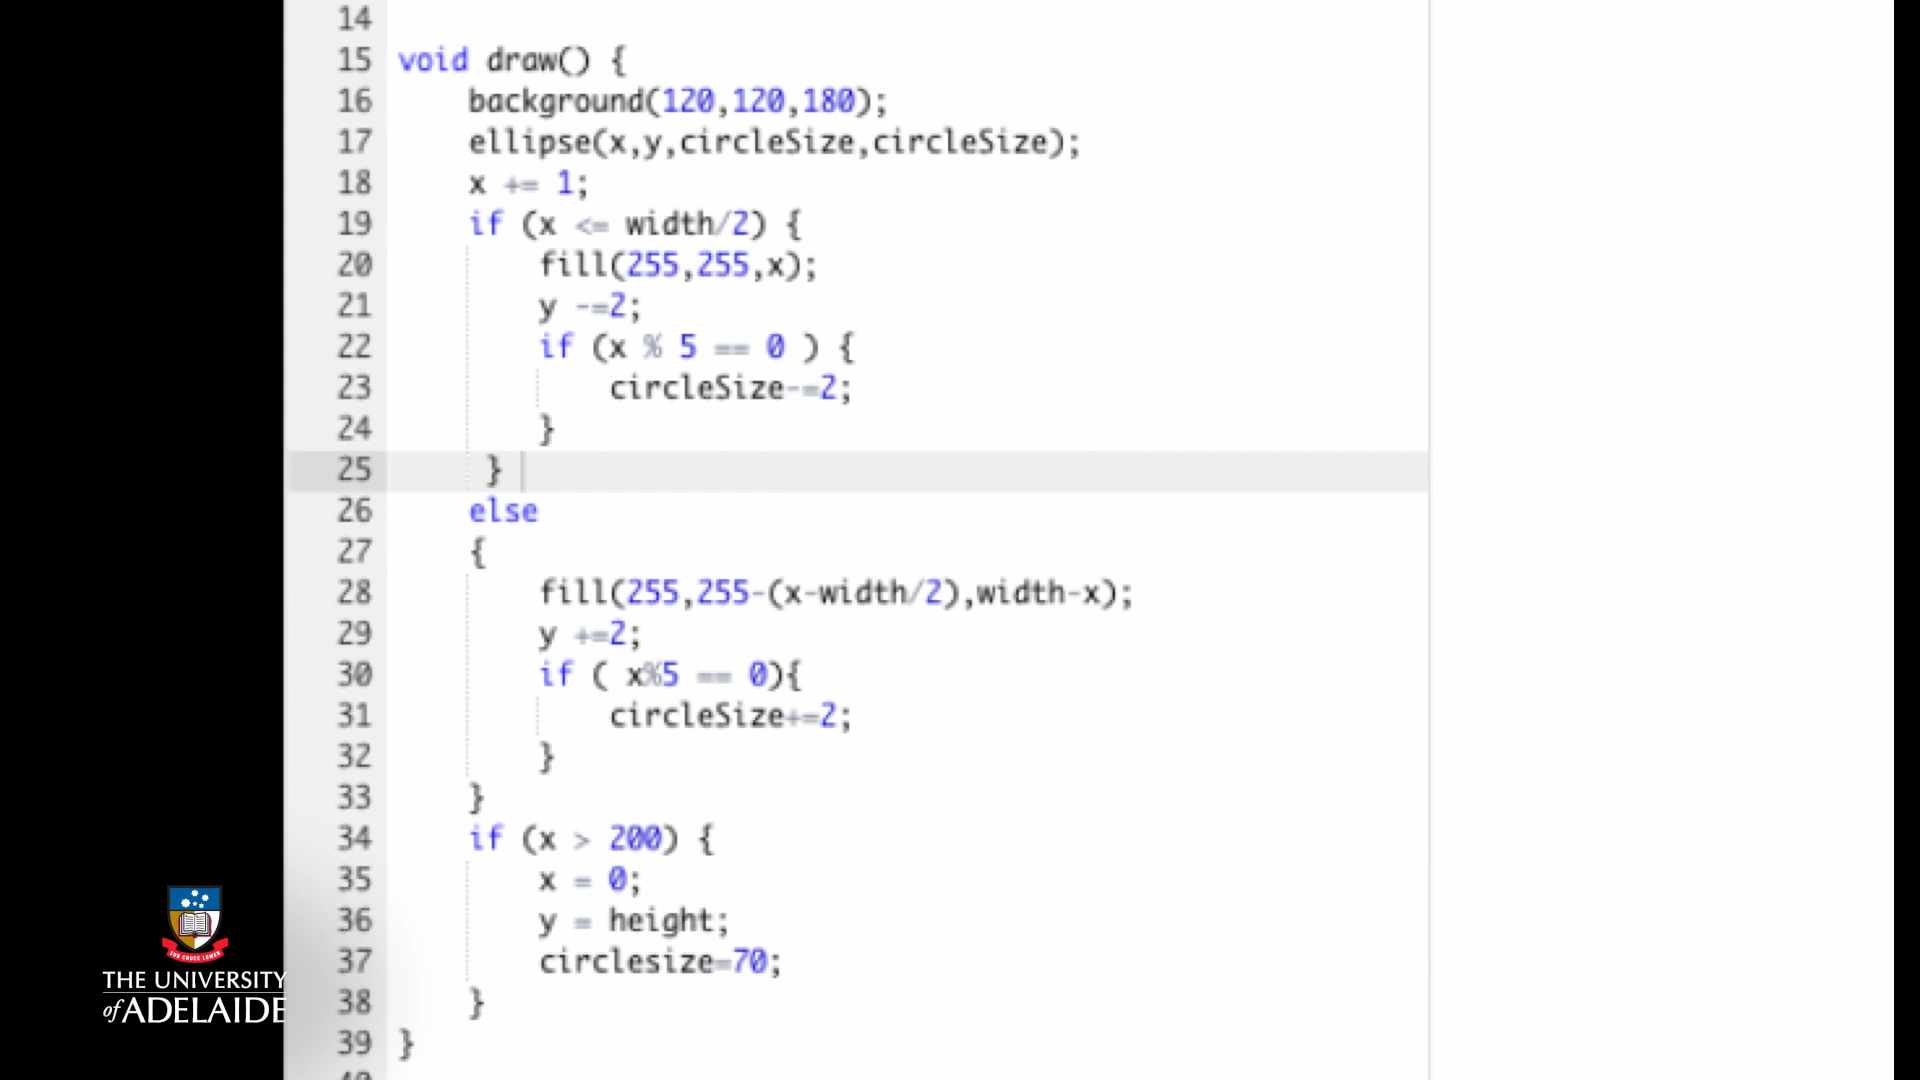 14
15 void draw() {
16 background(120,120,180);
17 ellipse(x,y,circleSize,circleSize);
18 x += 1;
19 if (x <= width/2) {
20 fill(255,255,x);
21 y -=2;
22 if (x % 5 == 0 ) {
23 circleSize-=2;
24 }
25 }
26 else
27 {
28 fill(255,255-(x-width/2),width-x);
29 y +=2;
30 if ( x%5 == 0){
31 circleSize+=2;
32 }
33 }
34 if (x > 200) {
35 x = 0;
36 y = height;
37 circlesize=70;
38 }
39 }
SUB CRUCE LUMEN
THE UNIVERSITY
of ADELAIDE